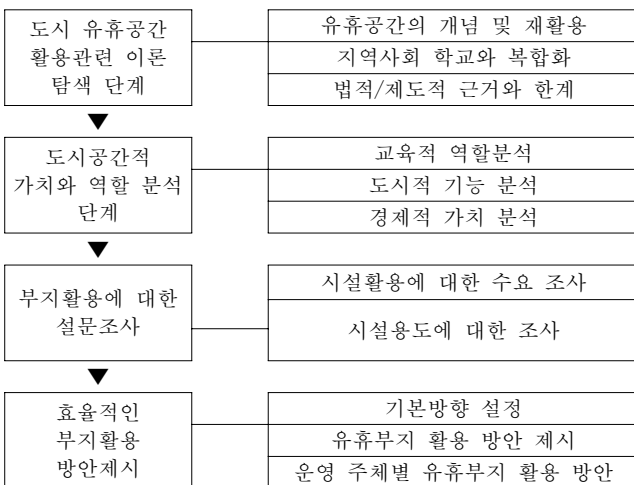 도시 유휴공간
활용관련 이론
탐색 단계
유휴공간의 개념 및 재활용
지역사회 학교와 복합화
법적/제도적 근거와 한계
▼
도시공간적
가치와 역할 분석
단계
교육적 역할분석
도시적 기능 분석
경제적 가치 분석
▼
부지활용에 대한
설문조사
시설활용에 대한 수요 조사
시설용도에 대한 조사
▼
효율적인
부지활용
방안제시
기본방향 설정
유휴부지 활용 방안 제시
운영 주체별 유휴부지 활용 방안